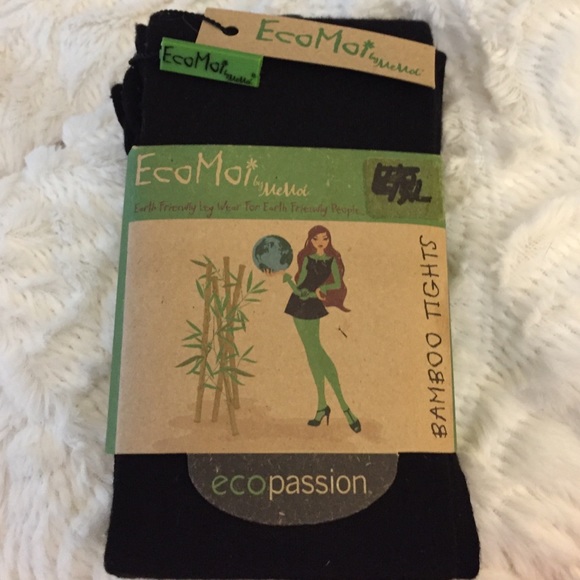 EcoMoi by MeMoi
EcoMoi by MeMoi
EcoMoi by MeMoi
Earth Friendly Leg Wear For Earth Friendly People
BAMBOO TIGHTS
ecopassion